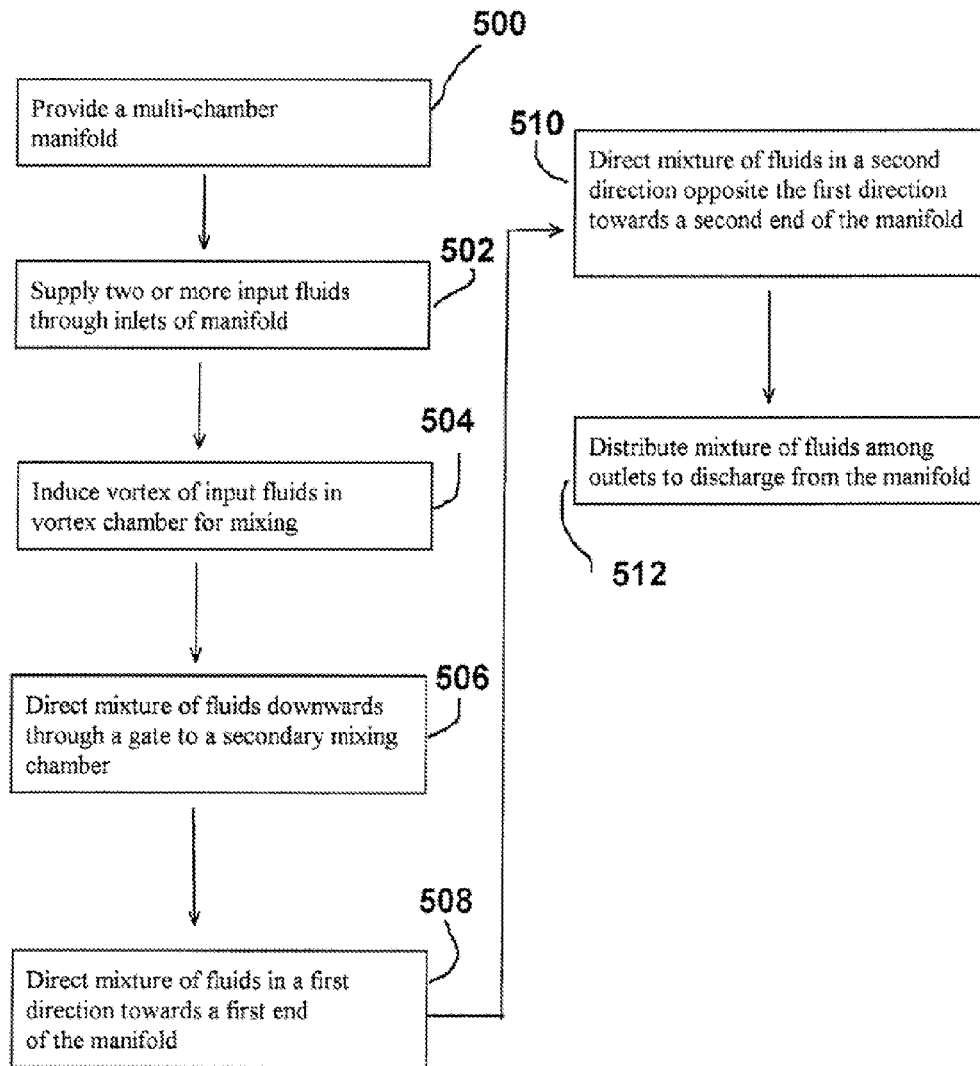 500
Provide a multi-chamber
manifold
502
Supply two or more input fluids
through inlets of manifold
504
Induce vortex of input fluids in
vortex chamber for mixing
506
Direct mixture of fluids downwards
through a gate to a secondary mixing
chamber
508
Direct mixture of fluids in a first
direction towards a first end
of the manifold
510
Direct mixture of fluids in a second
direction opposite the first direction
towards a second end of the manifold
Distribute mixture of fluids among
outlets to discharge from the manifold
512